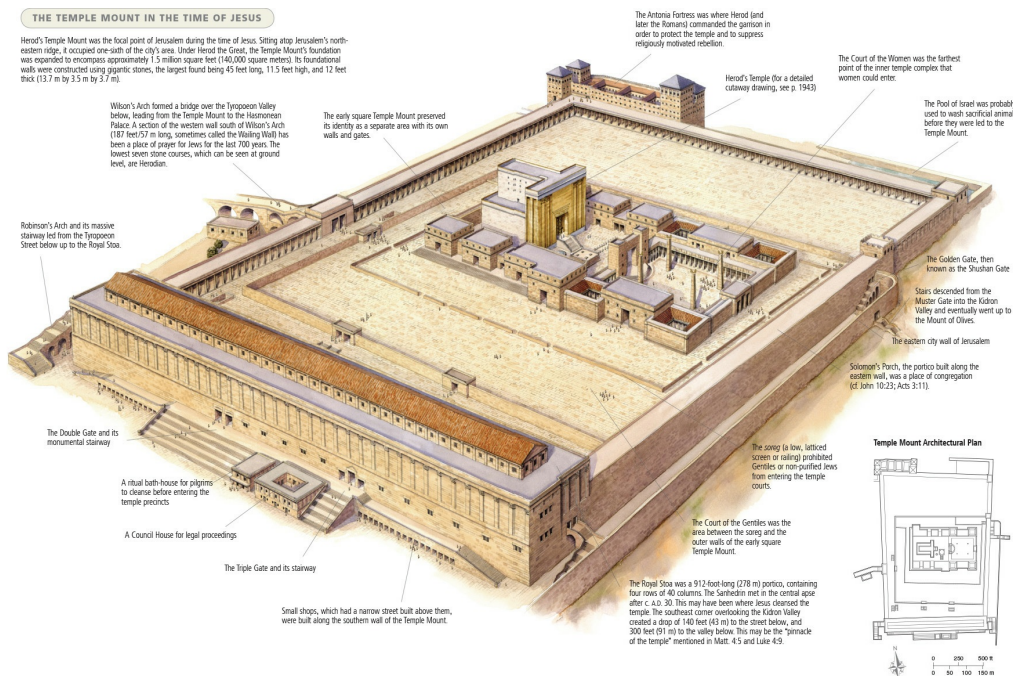 THE TEMPLE MOUNT IN THE TIME OF JESUS
Herod's Temple Mount was the focal point of Jerusalem during the time of Jesus. Sitting atop Jerusalem's north-
eastern ridge, it occupied one-sixth of the city's area. Under Herod the Great, the Temple Mount's foundation
was expanded to encompass approximately 1.5 million square feet (140,000 square meters). Its foundational
walls were constructed using gigantic stones, the largest found being 45 feet long, 11.5 feet high, and 12 feet
thick (13.7 m by 3.5 m by 3.7 m).
The Antonia Fortress was where Herod (and
later the Romans) commanded the garrison in
order to protect the temple and to suppress
religiously motivated rebellion.
Herod's Temple (for a detailed
cutaway drawing, see p. 1943)
The Court of the Women was the farthest
point of the inner temple complex that
women could enter.
The Pool of Israel was
used to wash sacrificial
before they were led to the
Temple Mount.
Wilson's Arch formed a bridge over the Tyropoeon Valley
below, leading from the Temple Mount to the Hasmonean
Palace. A section of the western wall south of Wilson's Arch
(187 feet/57 m long, sometimes called the Wailing Wall) has
been a place of prayer for Jews for the last 700 years. The
lowest seven stone courses, which can be seen at ground
level, are Herodian.
The early square Temple Mount preserved
its identity as a separate area with its own
walls and gates.
Robinson's Arch and its massive
stairway led from the Tyropoeon
Street below up to the Royal Stoa.
The Golden Gate, then
known as the Shushan Gate
Stairs descended from the
Muster Gate into the Kidron
Valley and eventually went up to
the Mount of Olives.
The eastern city wall of Jerusalem
Solomon's Porch, the portico built along the
eastern wall, was a place of congregation
(cf. John 10:23; Acts 3:11).
The Double Gate and its
monumental stairway
A ritual bath-house for pilgrims
to cleanse before entering the
temple precincts
A Council House for legal proceedings
The Triple Gate and its stairway
Small shops, which had a narrow street built above them,
were built along the southern wall of the Temple Mount.
The soreg (a low, latticed
screen or railing) prohibited
Gentiles or non-purified Jews
from entering the temple
courts.
The Court of the Gentiles was the
area between the soreg and the
outer walls of the early square
Temple Mount.
The Royal Stoa was a 912-foot-long (278 m) portico, containing
four rows of 40 columns. The Sanhedrin met in the central apse
after c. A.D. 30. This may have been where Jesus cleansed the
temple. The southeast corner overlooking the Kidron Valley
created a drop of 140 feet (43 m) to the street below, and
300 feet (91 m) to the valley below. This may be the "pinnacle
of the temple" mentioned in Matt. 4:5 and Luke 4:9.
Temple Mount Architectural Plan
N
0 250 500 ft
0 50 100 150 m